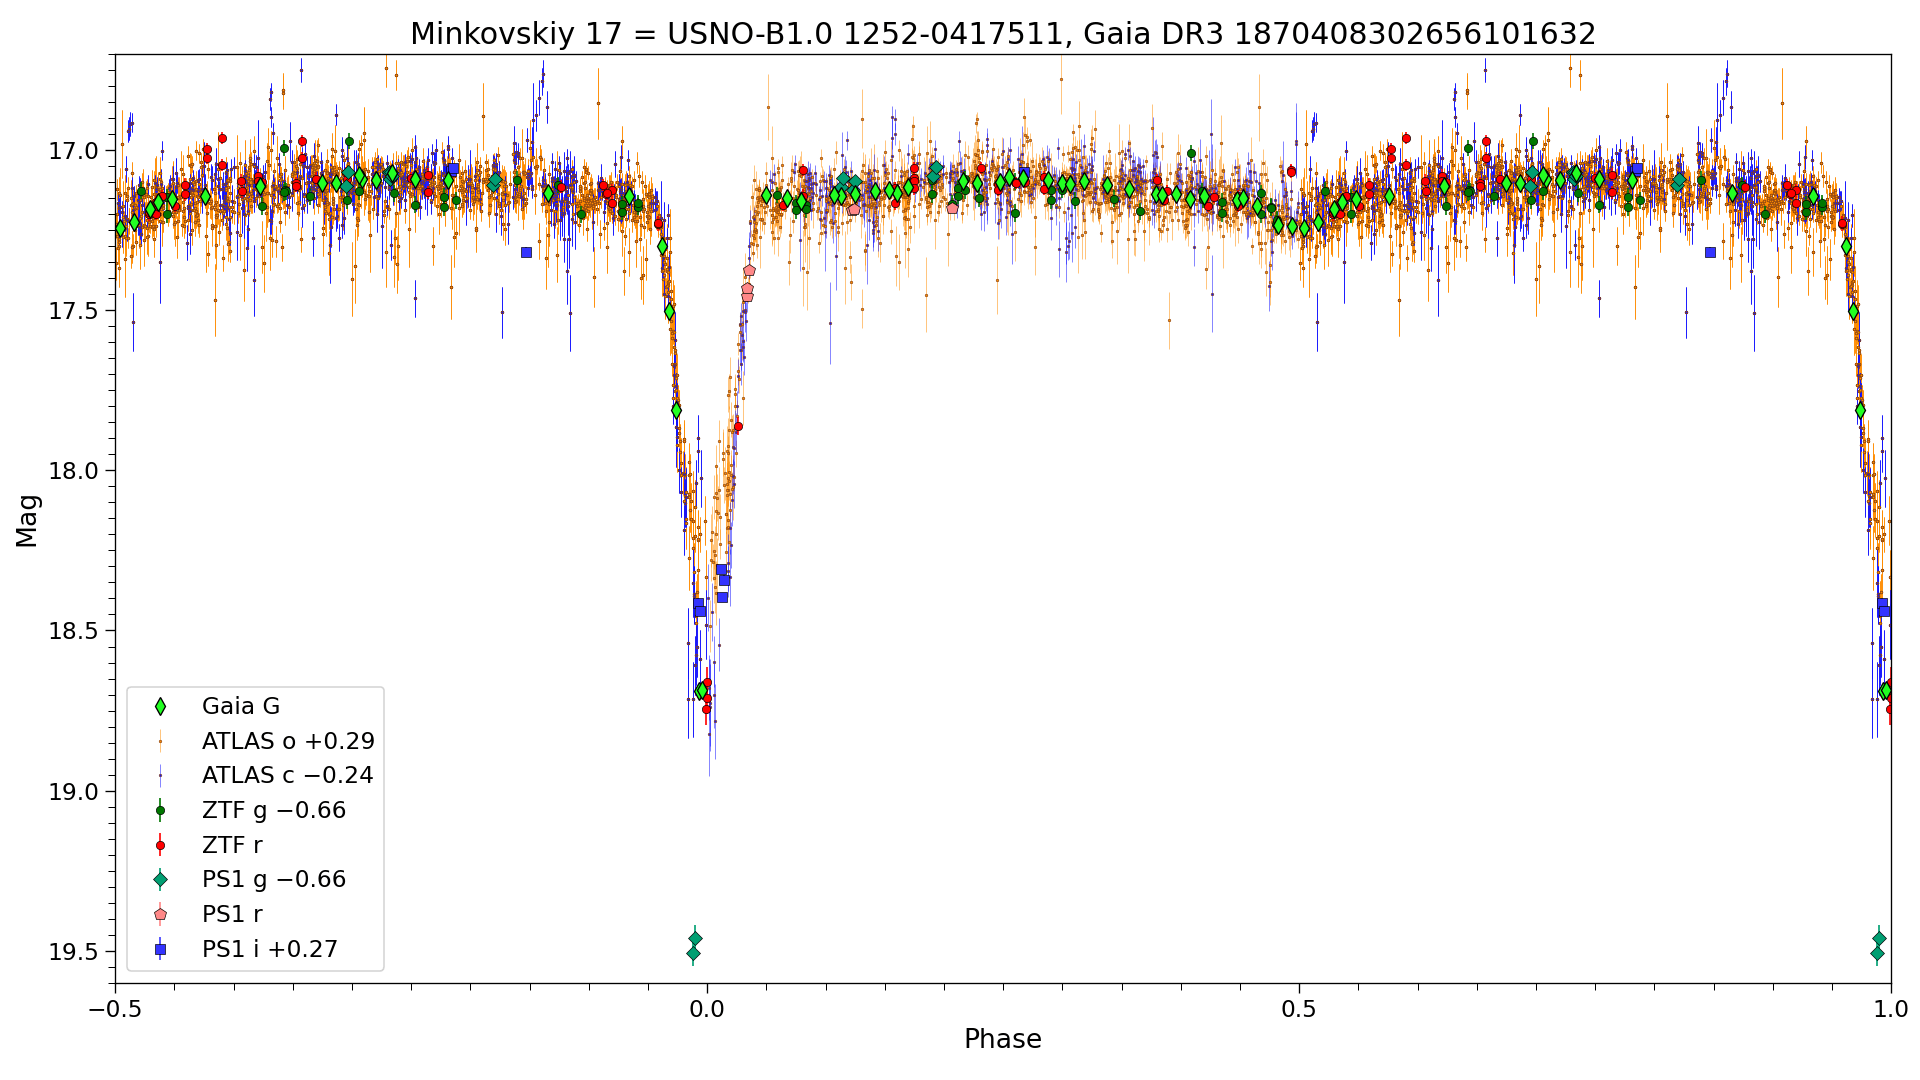 Minkovskiy 17 = USNO-B1.0 1252-0417511, Gaia DR3 1870408302656101632
17.0
17.5
18.0
18.5
19.0
19.5
Mag
Gaia G
ATLAS o +0.29
ATLAS c −0.24
ZTF g −0.66
ZTF r
PS1 g −0.66
PS1 r
PS1 i +0.27
−0.5 0.0 0.5 1.0
Phase